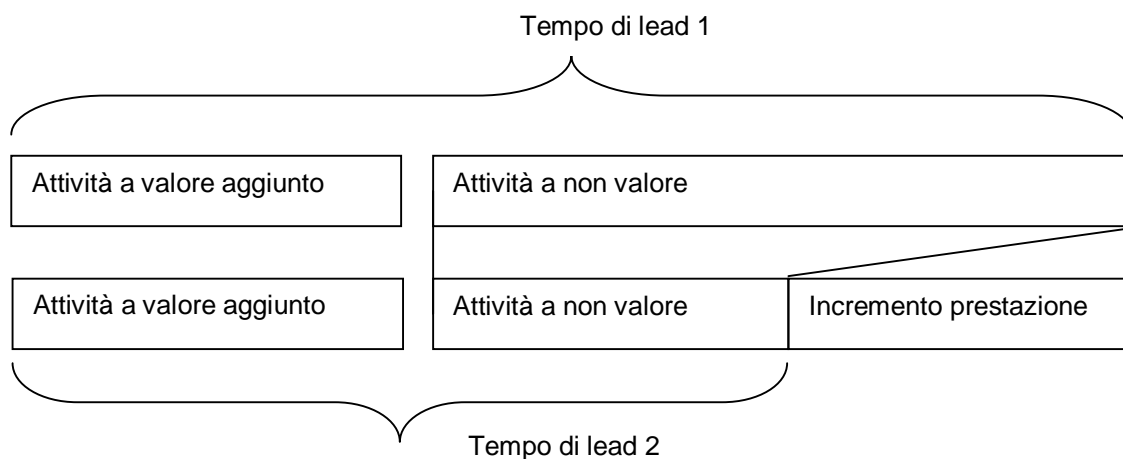 Tempo di lead 1
Attività a valore aggiunto
Attività a non valore
Attività a valore aggiunto
Attività a non valore
Incremento prestazione
Tempo di lead 2